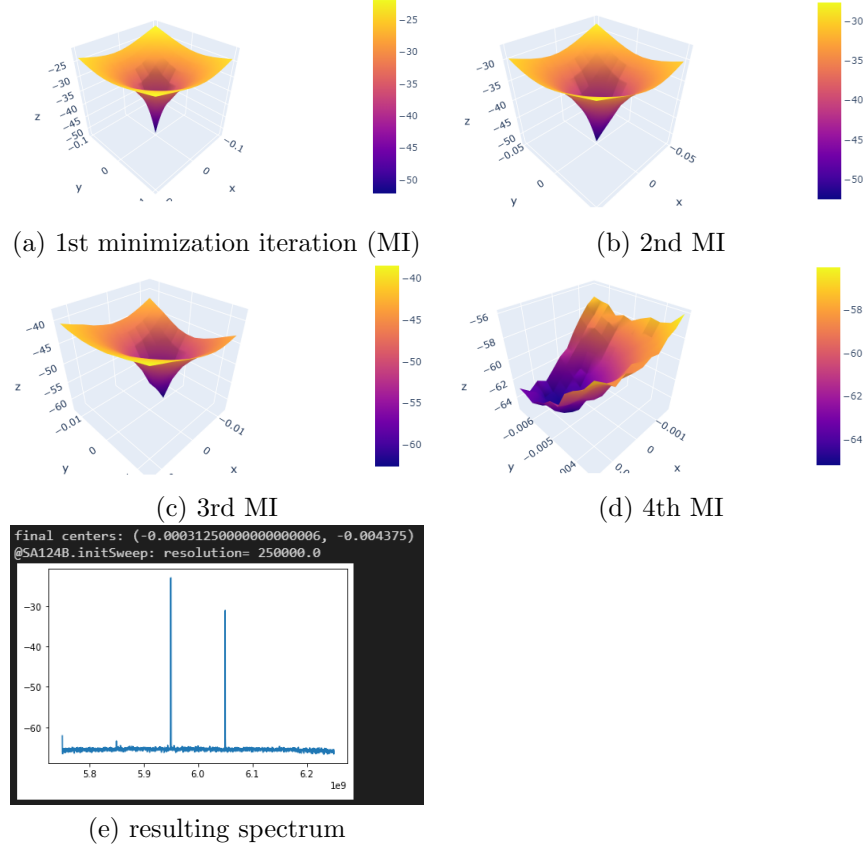 −25
−30
−35
−40
−45
−50
z
−0.1
0
y
−0.1
0
x
−25
−30
−35
−40
−45
−50
(a) 1st minimization iteration (MI)
−30
−35
−40
−45
−50
z
−0.05
0
y
−0.05
0
x
−30
−35
−40
−45
−50
(b) 2nd MI
−40
−45
−50
−55
−60
z
−0.01
0
y
−0.01
0
x
−40
−45
−50
−55
−60
(c) 3rd MI
−56
−58
−60
−62
−64
z
−0.006
−0.005
y
−0.001
x
−58
−60
−62
−64
(d) 4th MI
final centers: (-0.00031250000000000006, -0.004375)
@SA124B.initSweep: resolution= 250000.0
−30
−40
−50
−60
5.8 5.9 6.0 6.1 6.2
1e9
(e) resulting spectrum